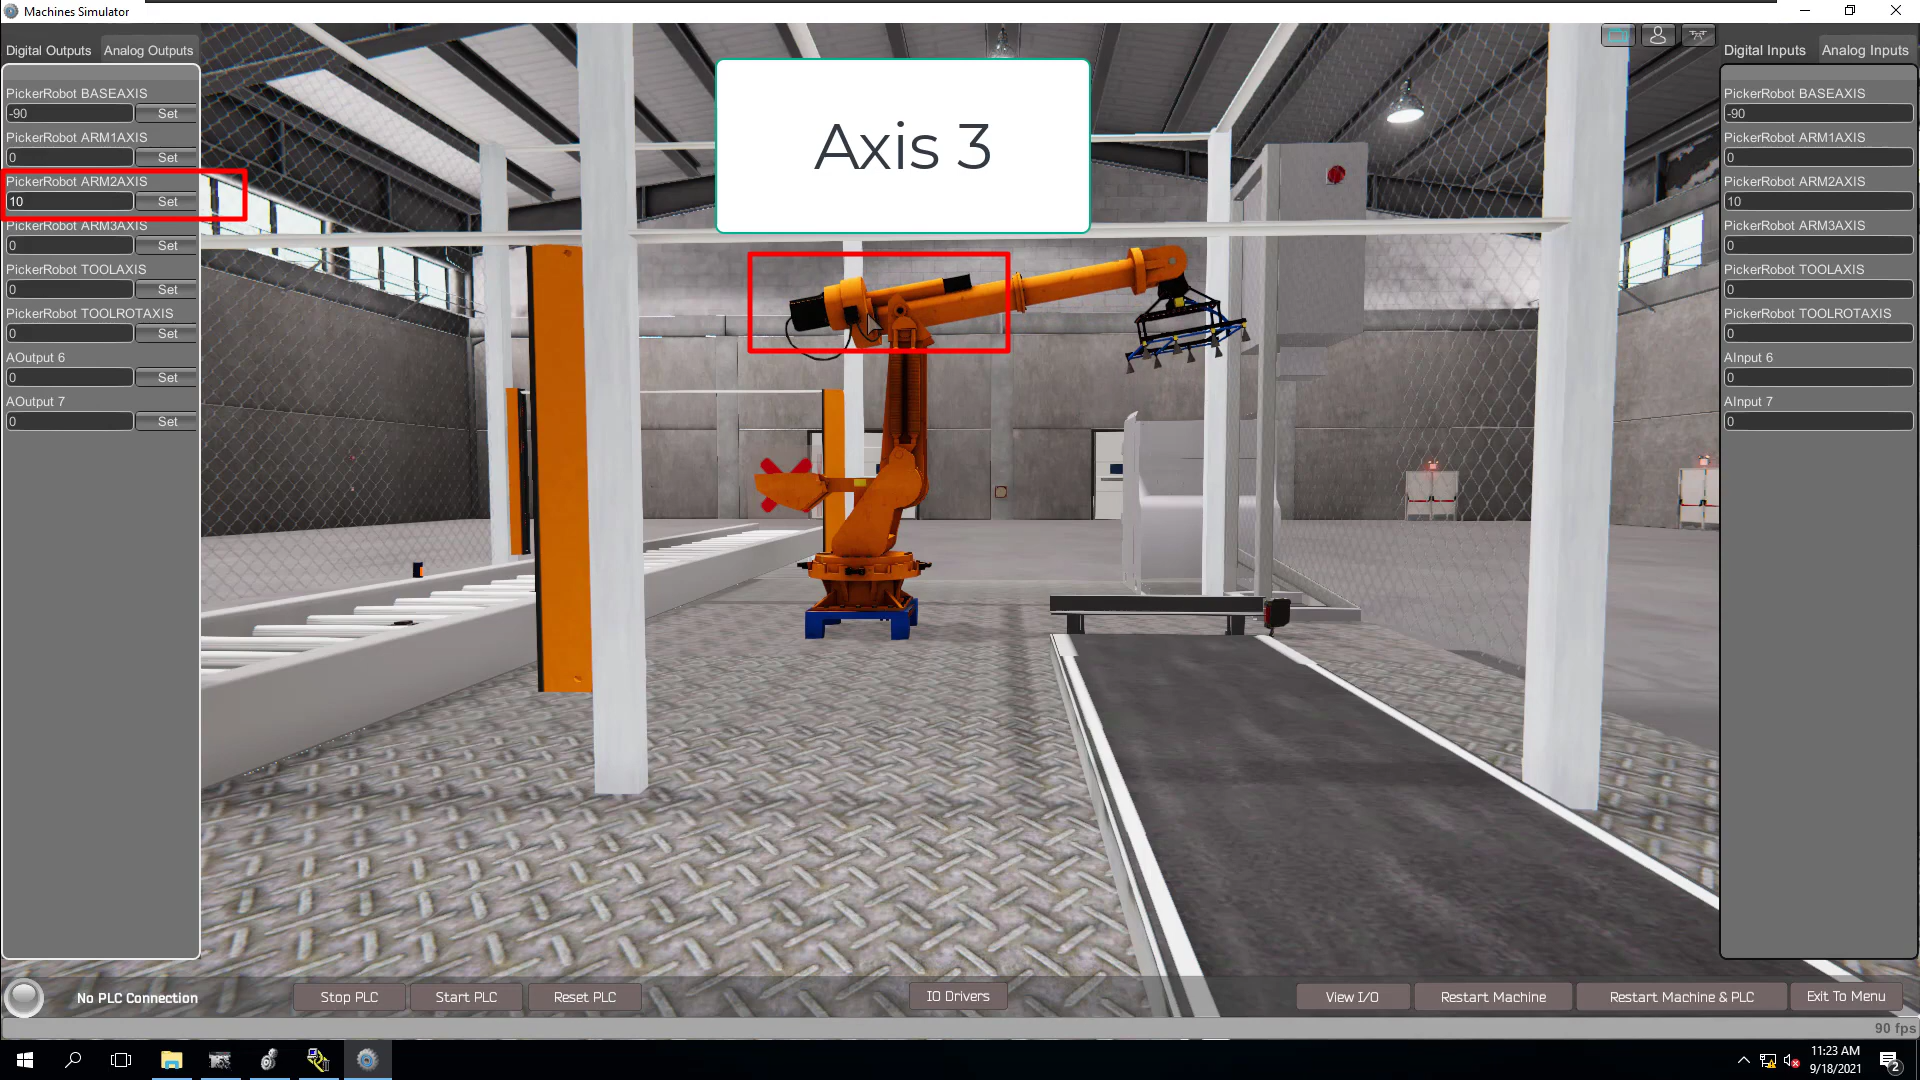 Machines Simulator
Digital Outputs
Analog Outputs
PickerRobot BASEAXIS
-90
Set
PickerRobot ARM1AXIS
0
Set
PickerRobot ARM2AXIS
10
Set
PickerRobot ARM3AXIS
0
Set
PickerRobot TOOLAXIS
0
Set
PickerRobot TOOLROTAXIS
0
Set
AOutput 6
0
Set
AOutput 7
0
Set
Axis 3
Digital Inputs
Analog Inputs
PickerRobot BASEAXIS
-90
PickerRobot ARM1AXIS
0
PickerRobot ARM2AXIS
10
PickerRobot ARM3AXIS
0
PickerRobot TOOLAXIS
0
PickerRobot TOOLROTAXIS
0
AInput 6
0
AInput 7
0
No PLC Connection
Stop PLC
Start PLC
Reset PLC
IO Drivers
View I/O
Restart Machine
Restart Machine & PLC
Exit To Menu
90 fps
11:23 AM
9/18/2021
2